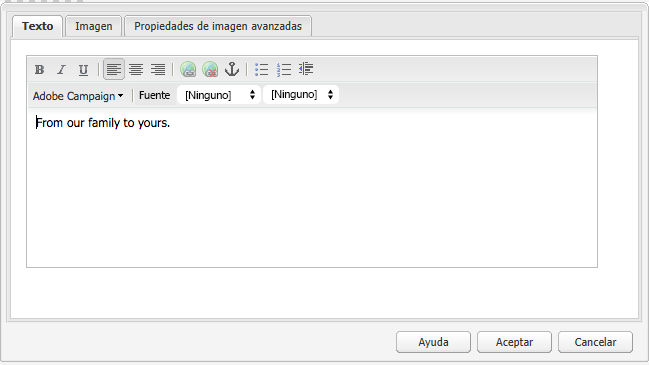 Texto Imagen Propiedades de imagen avanzadas
B I U
Adobe Campaign Fuente [Ninguno] [Ninguno]
From our family to yours.
Ayuda Aceptar Cancelar